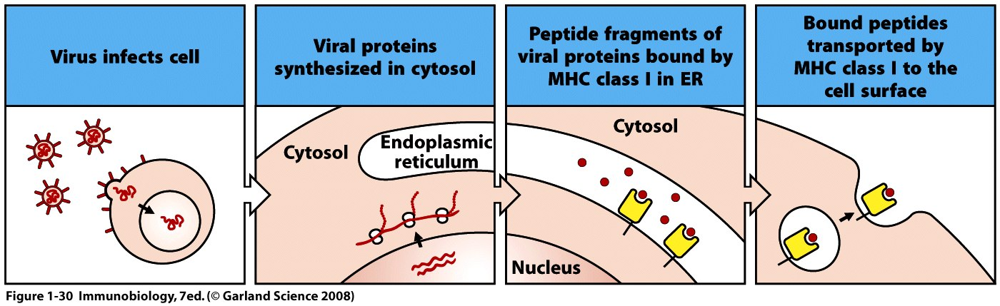 Virus infects cell
Viral proteins
synthesized in cytosol
Peptide fragments of
viral proteins bound by
MHC class I in ER
Bound peptides
transported by
MHC class I to the
cell surface
Cytosol
Endoplasmic
reticulum
Cytosol
Nucleus
Figure 1-30 Immunobiology, 7ed. (© Garland Science 2008)